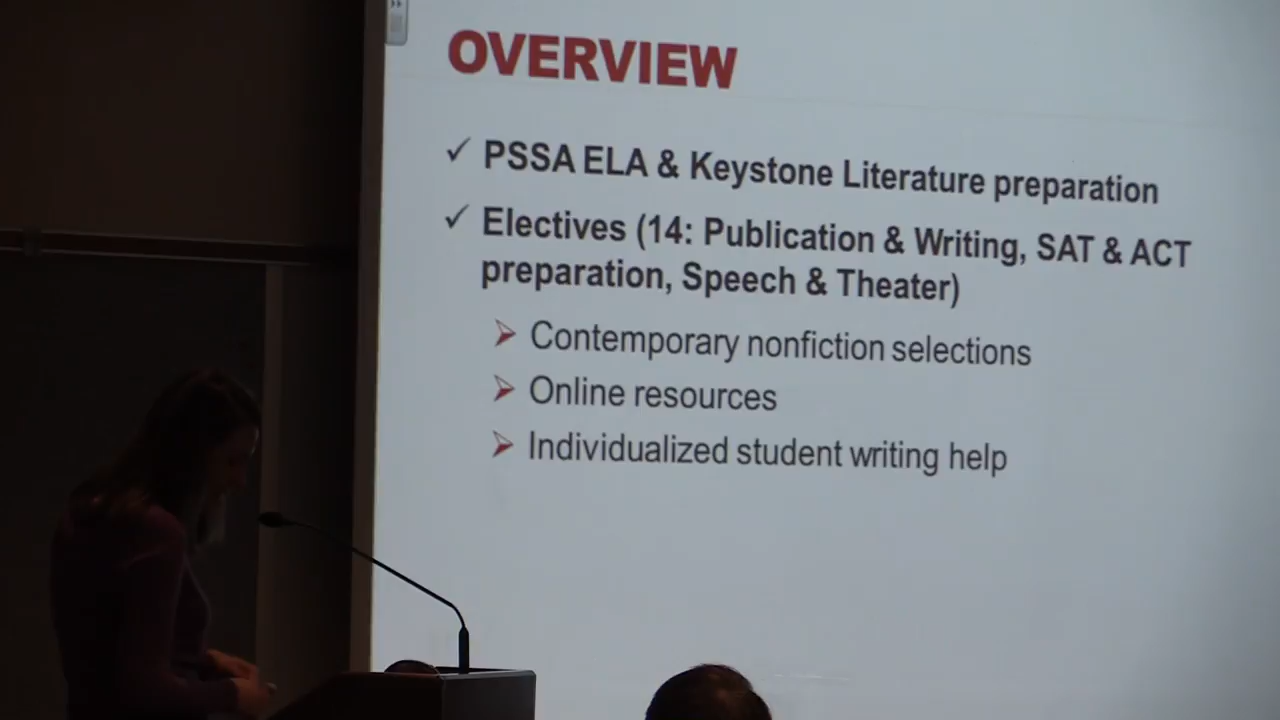 OVERVIEW
✓ PSSA ELA & Keystone Literature preparation
✓ Electives (14: Publication & Writing, SAT & ACT
preparation, Speech & Theater)
➢ Contemporary nonfiction selections
➢ Online resources
➢ Individualized student writing help